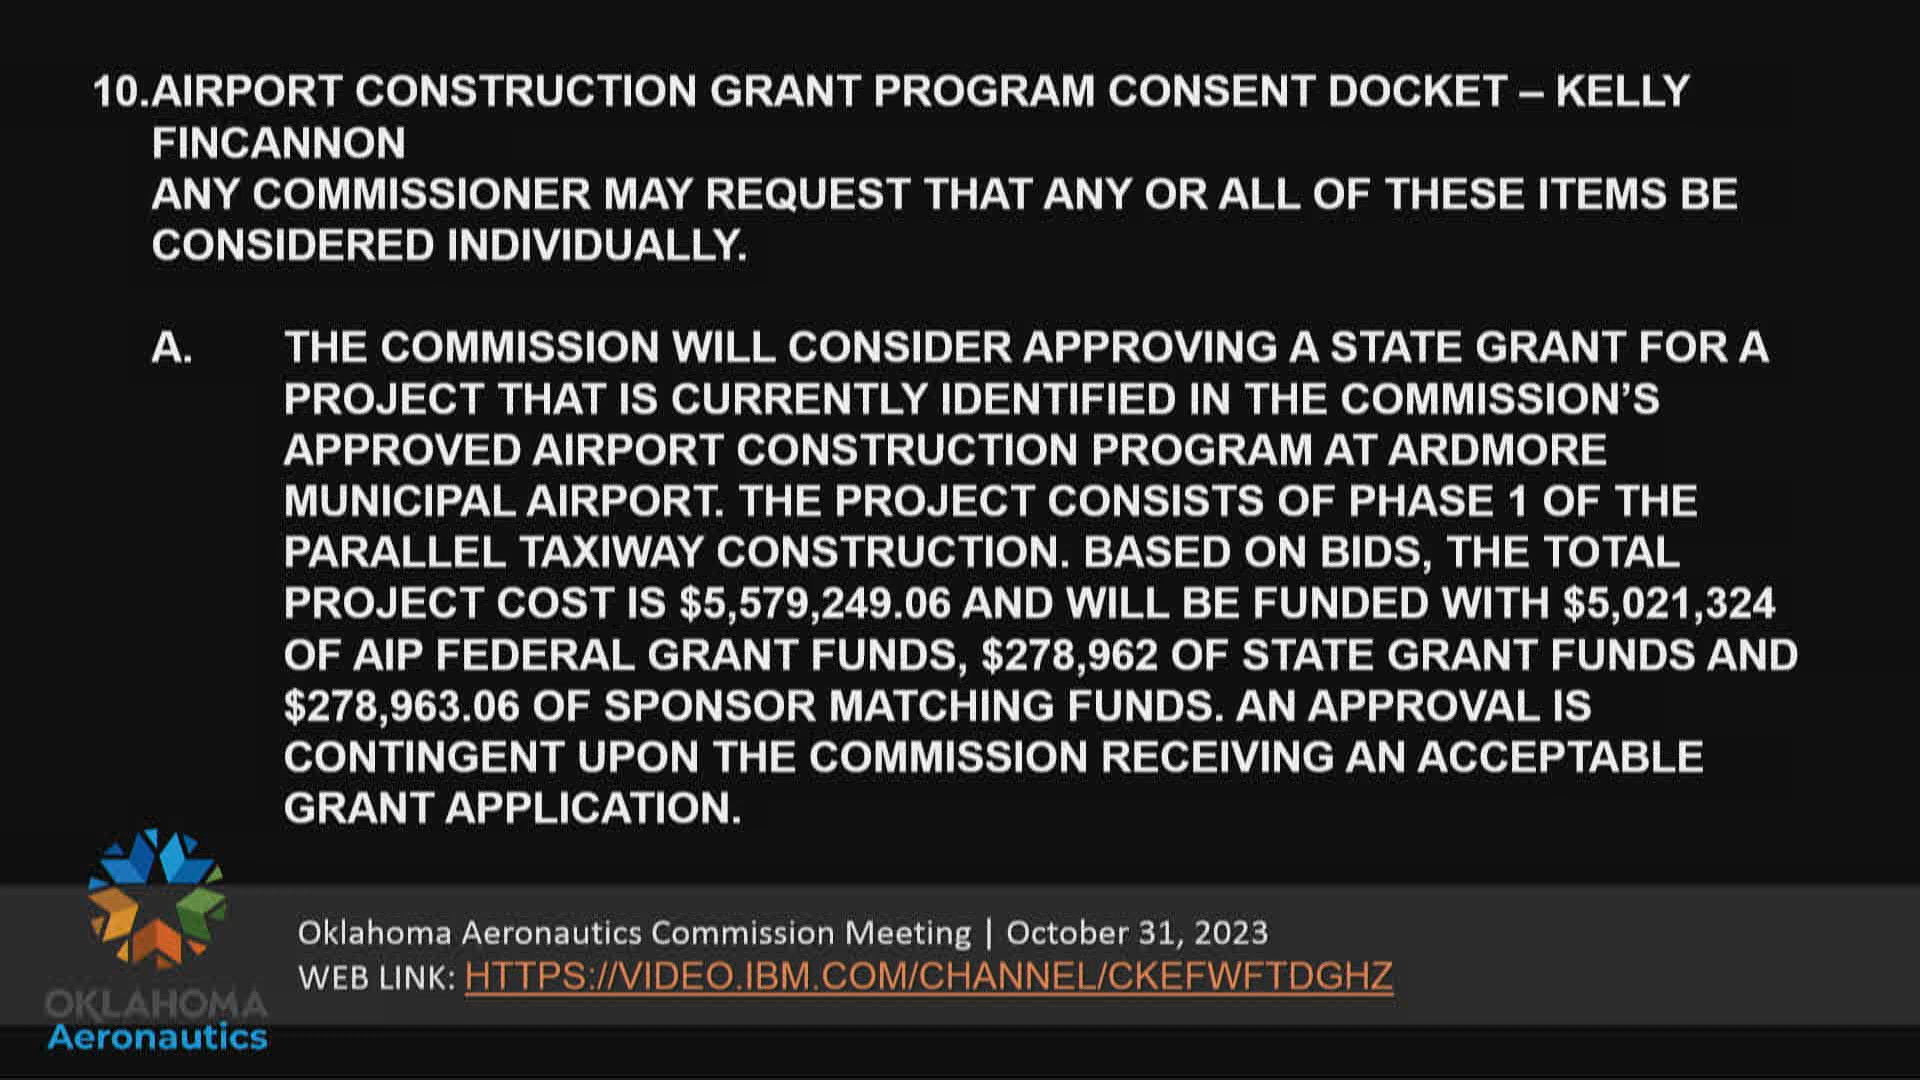 10.AIRPORT CONSTRUCTION GRANT PROGRAM CONSENT DOCKET – KELLY
FINCANNON
ANY COMMISSIONER MAY REQUEST THAT ANY OR ALL OF THESE ITEMS BE
CONSIDERED INDIVIDUALLY.
A. THE COMMISSION WILL CONSIDER APPROVING A STATE GRANT FOR A
PROJECT THAT IS CURRENTLY IDENTIFIED IN THE COMMISSION’S
APPROVED AIRPORT CONSTRUCTION PROGRAM AT ARDMORE
MUNICIPAL AIRPORT. THE PROJECT CONSISTS OF PHASE 1 OF THE
PARALLEL TAXIWAY CONSTRUCTION. BASED ON BIDS, THE TOTAL
PROJECT COST IS $5,579,249.06 AND WILL BE FUNDED WITH $5,021,324
OF AIP FEDERAL GRANT FUNDS, $278,962 OF STATE GRANT FUNDS AND
$278,963.06 OF SPONSOR MATCHING FUNDS. AN APPROVAL IS
CONTINGENT UPON THE COMMISSION RECEIVING AN ACCEPTABLE
GRANT APPLICATION.
Oklahoma Aeronautics Commission Meeting | October 31, 2023
WEB LINK: HTTPS://VIDEO.IBM.COM/CHANNEL/CKEFWFTDGHZ
OKLAHOMA
Aeronautics